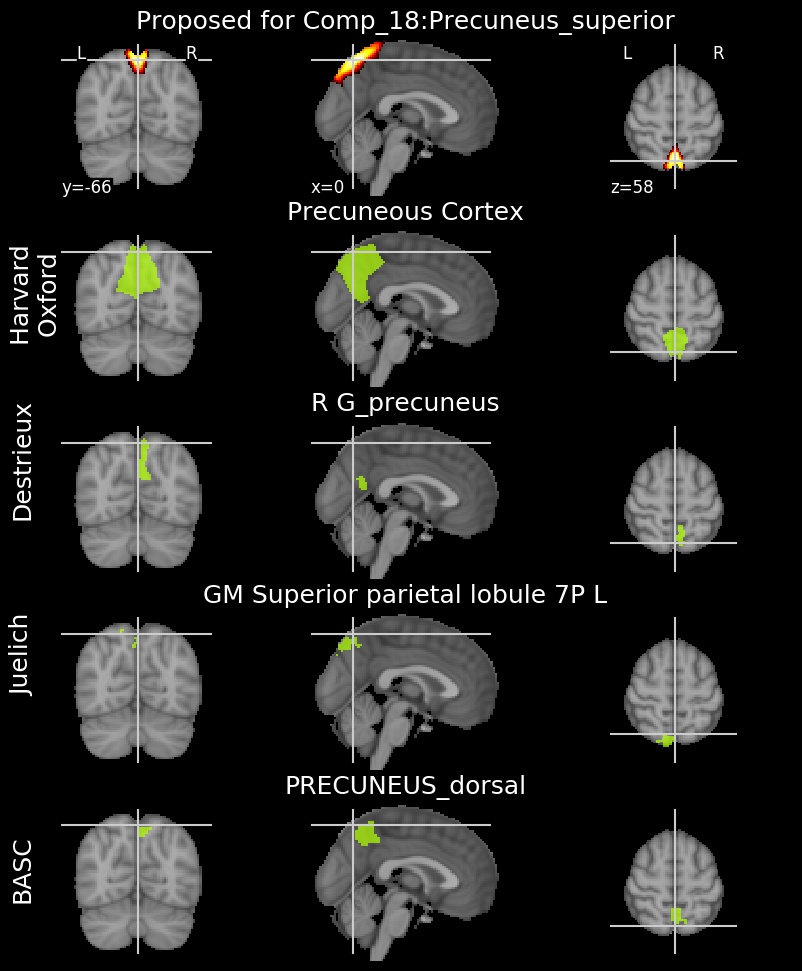 Proposed for Comp_18:Precuneus_superior
L R L R
y=-66 x=0 z=58
Precuneous Cortex
Harvard
Oxford
R G_precuneus
Destrieux
GM Superior parietal lobule 7P L
Juelich
PRECUNEUS_dorsal
BASC